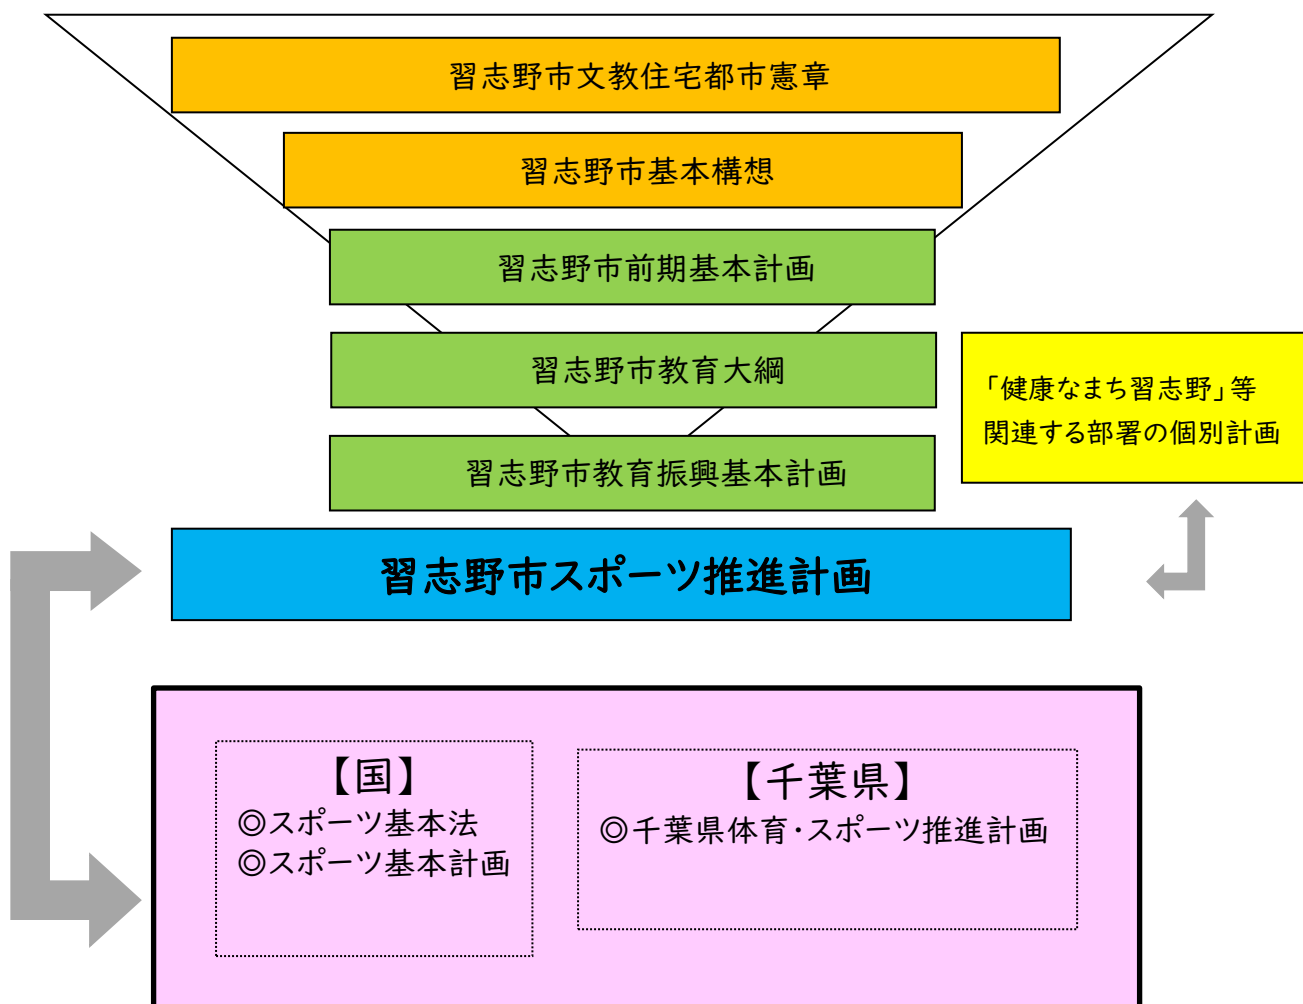 習志野市文教住宅都市憲章
習志野市基本構想
習志野市前期基本計画
習志野市教育大綱
「健康なまち習志野」等
関連する部署の個別計画
習志野市教育振興基本計画
習志野市スポーツ推進計画
【国】
◎スポーツ基本法
◎スポーツ基本計画
【千葉県】
◎千葉県体育・スポーツ推進計画